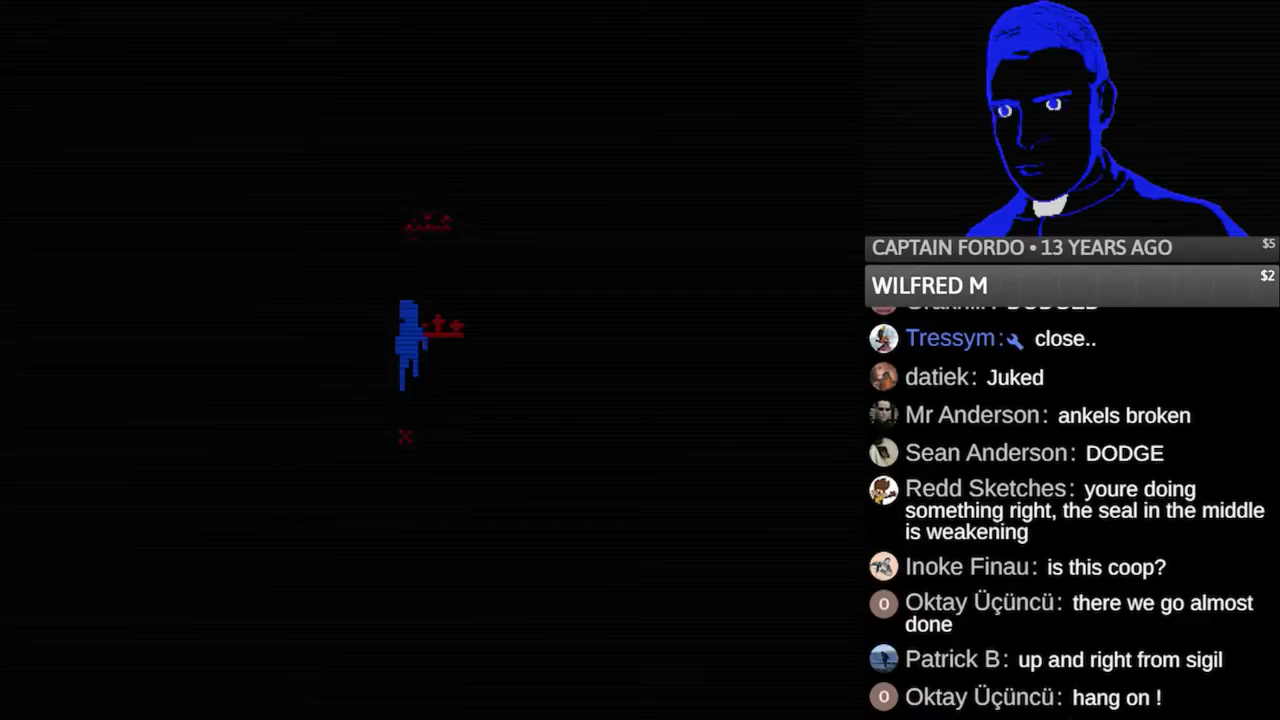 CAPTAIN FORDO • 13 YEARS AGO $5
WILFRED M $2
Tressym: close..
datiek: Juked
Mr Anderson: ankels broken
Sean Anderson: DODGE
Redd Sketches: youre doing
something right, the seal in the middle
is weakening
Inoke Finau: is this coop?
O Oktay Üçüncü: there we go almost
done
Patrick B: up and right from sigil
O Oktay Üçüncü: hang on !